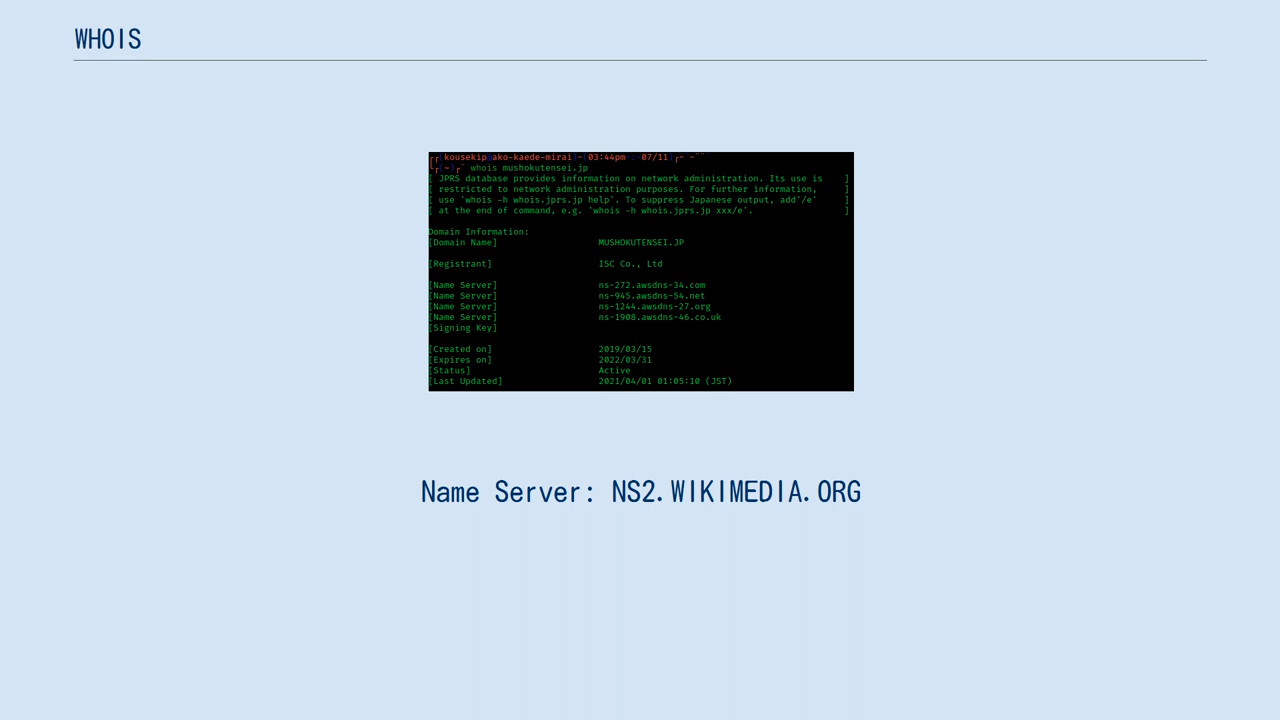 WHOIS
kousekip@ako-kaede-mirai ~ 03:44pm : 07/11
~ whois mushokutensei.jp
[ JPRS database provides information on network administration. Its use is ]
[ restricted to network administration purposes. For further information, ]
[ use 'whois -h whois.jprs.jp help'. To suppress Japanese output, add'/e' ]
[ at the end of command, e.g. 'whois -h whois.jprs.jp xxx/e'. ]
Domain Information:
[Domain Name] MUSHOKUTENSEI.JP
[Registrant] ISC Co., Ltd
[Name Server] ns-272.awsdns-34.com
[Name Server] ns-945.awsdns-54.net
[Name Server] ns-1244.awsdns-27.org
[Name Server] ns-1908.awsdns-46.co.uk
[Signing Key]
[Created on] 2019/03/15
[Expires on] 2022/03/31
[Status] Active
[Last Updated] 2021/04/01 01:05:10 (JST)
Name Server: NS2.WIKIMEDIA.ORG